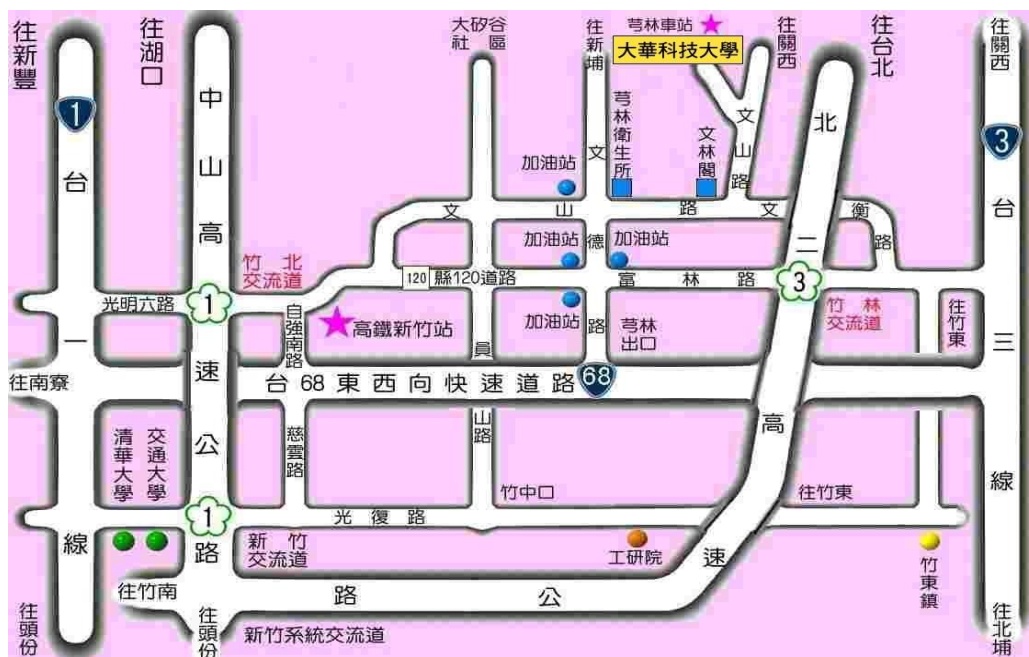 往新豐
往湖口
大矽谷
社區
往新埔
芎林車站
大華科技大學
往關西
往台北
往關西
1
台一線
中山高速公路
芎林衛生所
文林閣
文山路
北二高速公路
3
台三線
加油站
文山路
文衡路
文德路
加油站
加油站
竹北
交流道
120
縣120道路
富林路
3
光明六路
1
自強南路
高鐵新竹站
加油站
芎林
出口
竹林
交流道
往竹東
員山路
往南寮
台68東西向快速道路
68
清華大學
交通大學
慈雲路
竹中口
往竹東
1
光復路
新竹
交流道
工研院
竹東鎮
往竹南
往頭份
往頭份
新竹系統交流道
往北埔